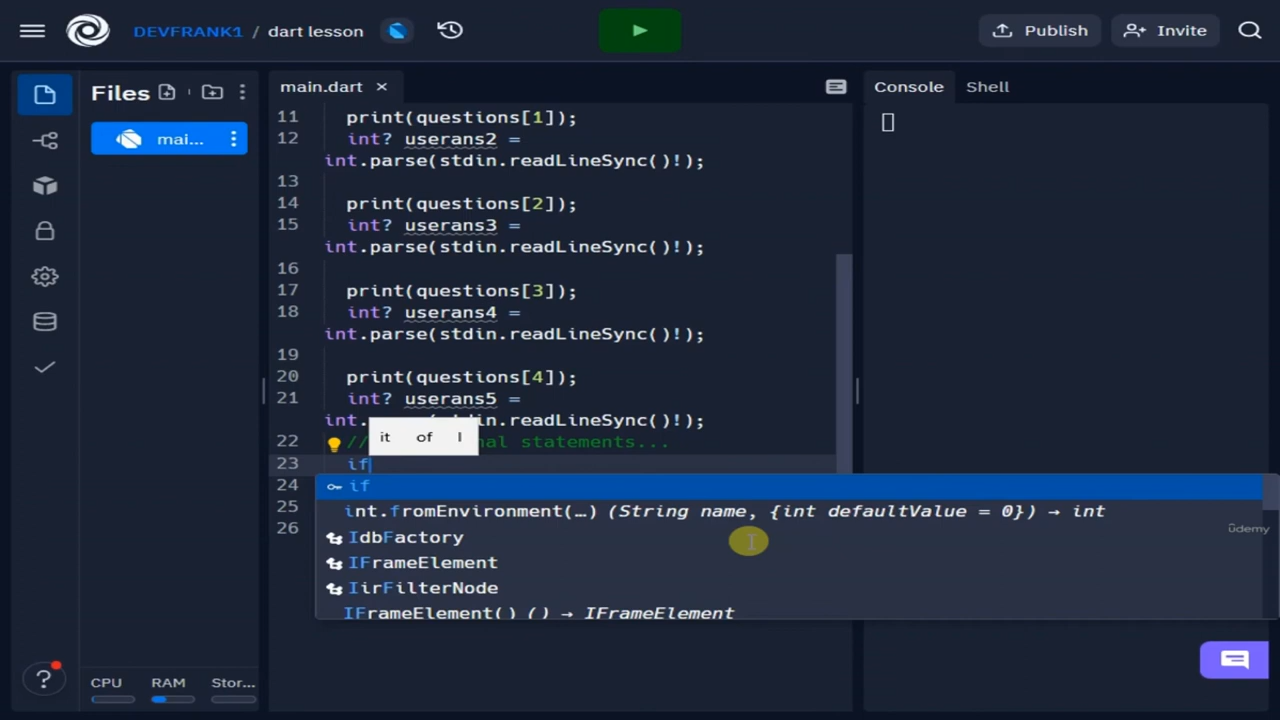 DEVFRANK1 / dart lesson
Publish
Invite
Files
mai...
main.dart ×
Console
Shell
11 print(questions[1]);
12 int? userans2 =
int.parse(stdin.readLineSync()!);
13
14 print(questions[2]);
15 int? userans3 =
int.parse(stdin.readLineSync()!);
16
17 print(questions[3]);
18 int? userans4 =
int.parse(stdin.readLineSync()!);
19
20 print(questions[4]);
21 int? userans5 =
int. din.readLineSync()!);
it of I
22 // nal statements...
23 if
24
25
26
if
int.fromEnvironment(…) (String name, {int defaultValue = 0}) → int
IdbFactory
IFrameElement
IirFilterNode
IFrameElement() () → IFrameElement
ûdemy
?
CPU
RAM
Stor...